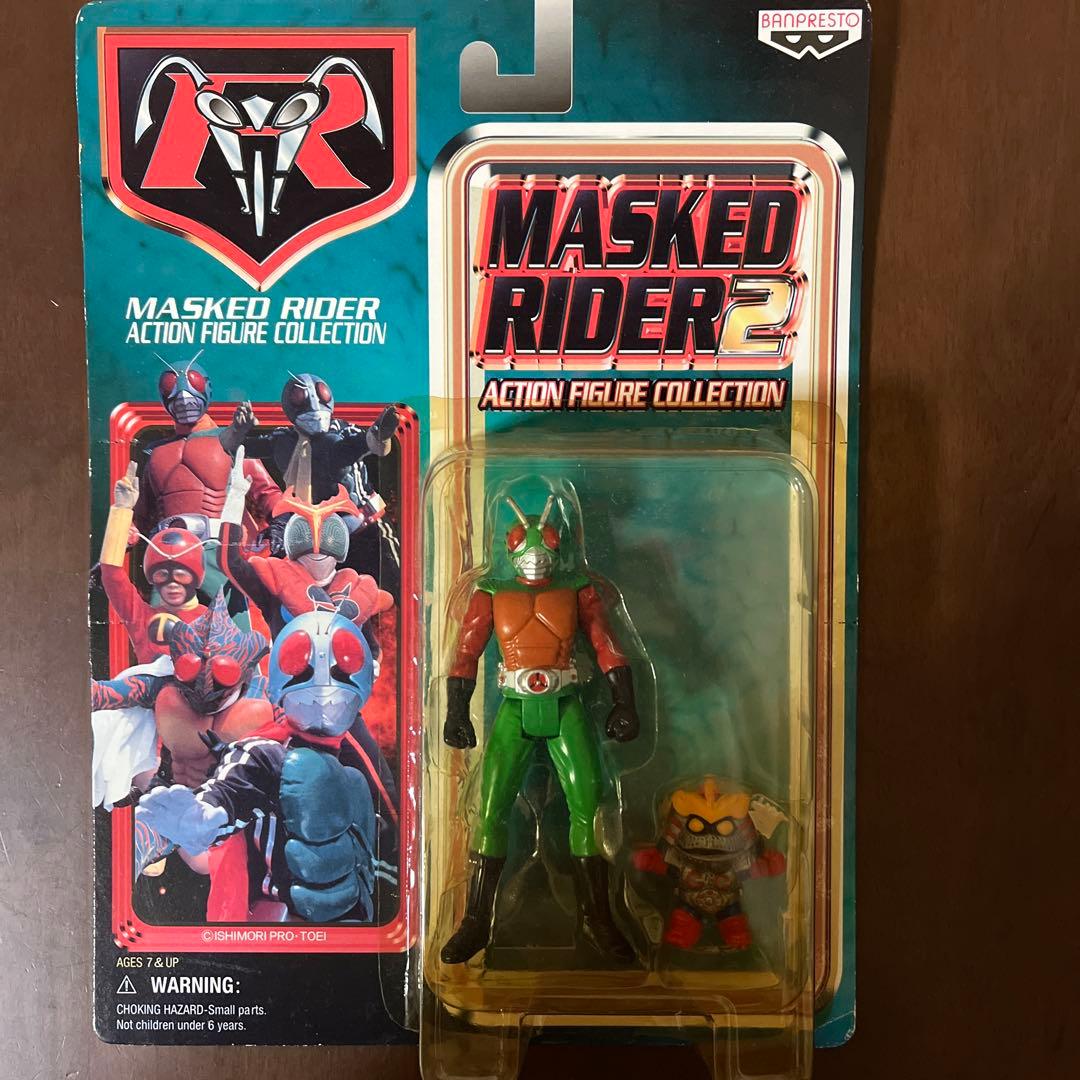 BANPRESTO
MASKED RIDER
ACTION FIGURE COLLECTION
MASKED
RIDER2
ACTION FIGURE COLLECTION
©ISHIMORI PRO・TOEI
AGES 7 & UP
⚠ WARNING:
CHOKING HAZARD-Small parts.
Not children under 6 years.